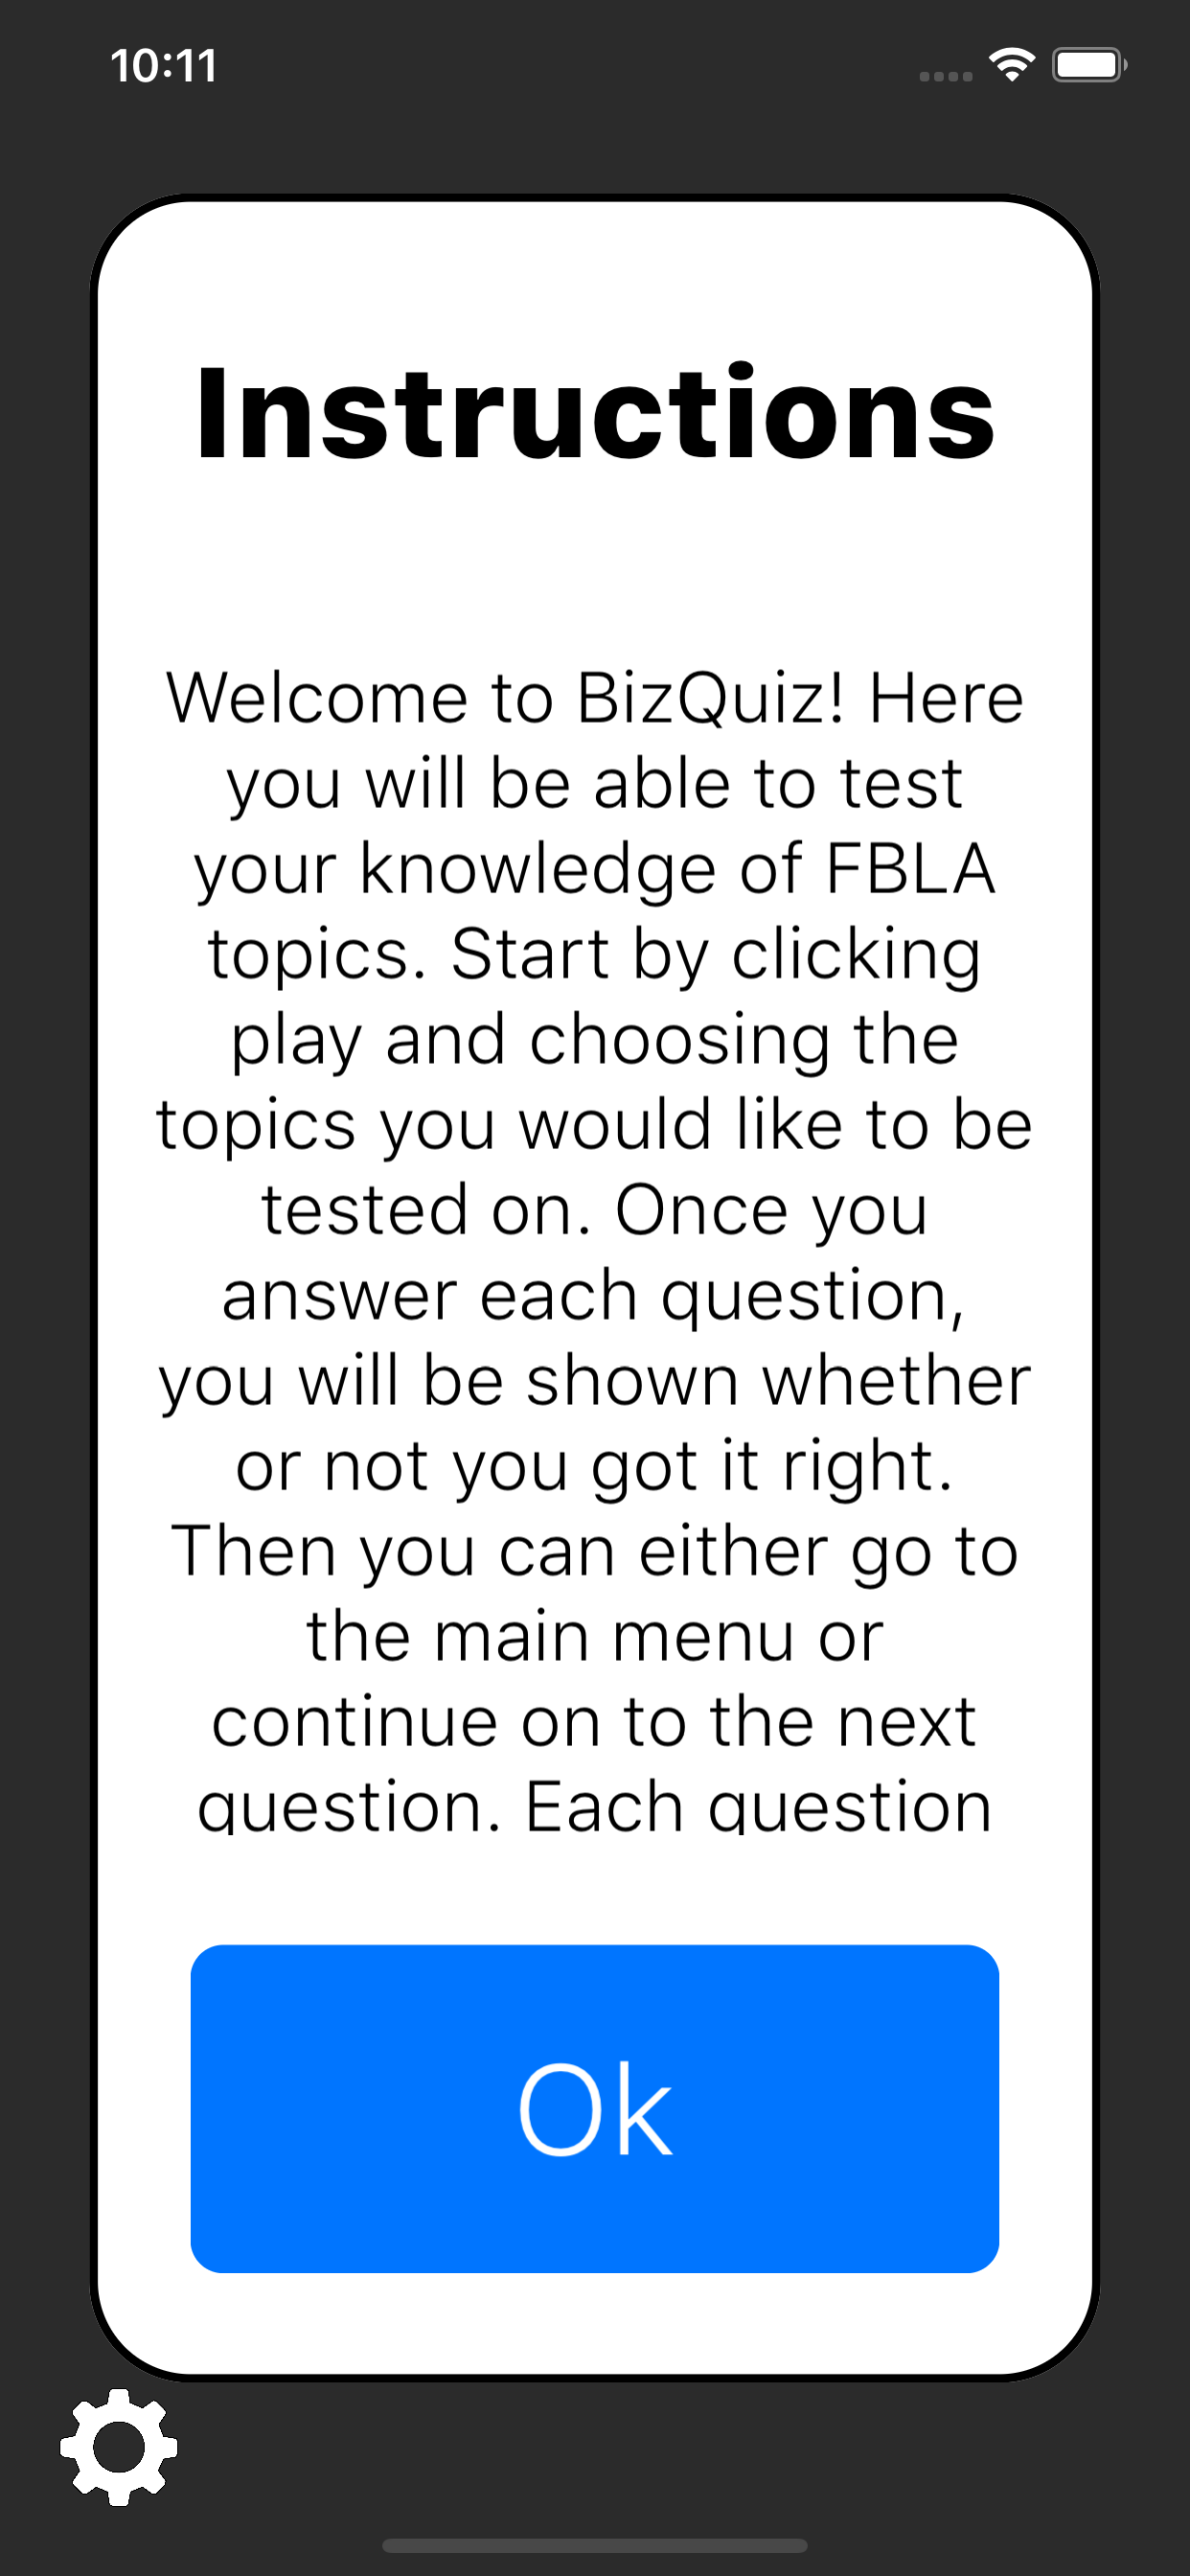 10:11
Instructions
Welcome to BizQuiz! Here
you will be able to test
your knowledge of FBLA
topics. Start by clicking
play and choosing the
topics you would like to be
tested on. Once you
answer each question,
you will be shown whether
or not you got it right.
Then you can either go to
the main menu or
continue on to the next
question. Each question
Ok